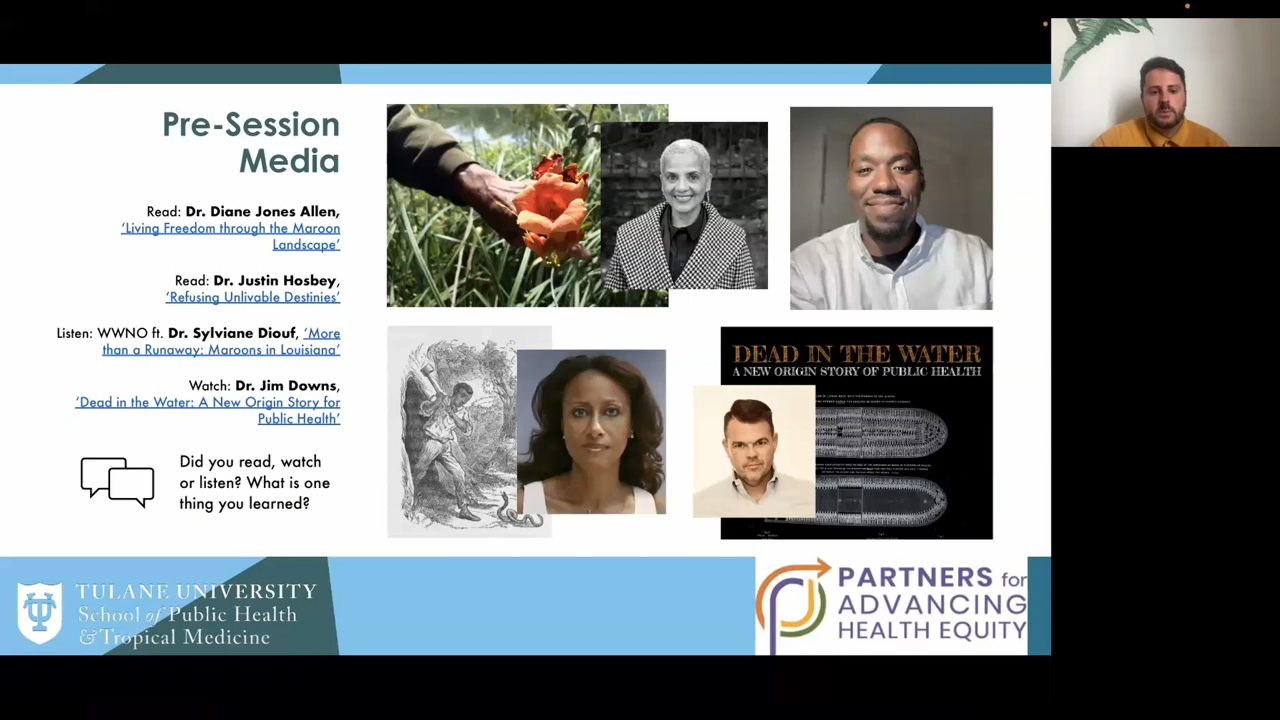 Pre-Session
Media
Read: Dr. Diane Jones Allen,
‘Living Freedom through the Maroon
Landscape’
Read: Dr. Justin Hosbey,
‘Refusing Unlivable Destinies’
Listen: WWNO ft. Dr. Sylviane Diouf, ‘More
than a Runaway: Maroons in Louisiana’
Watch: Dr. Jim Downs,
‘Dead in the Water: A New Origin Story for
Public Health’
Did you read, watch
listen? What is one
thing you learned?
DEAD IN THE WATER
A NEW ORIGIN STORY OF PUBLIC HEALTH
TULANE UNIVERSITY
School of Public Health
& Tropical Medicine
PARTNERS for
ADVANCING
HEALTH EQUITY